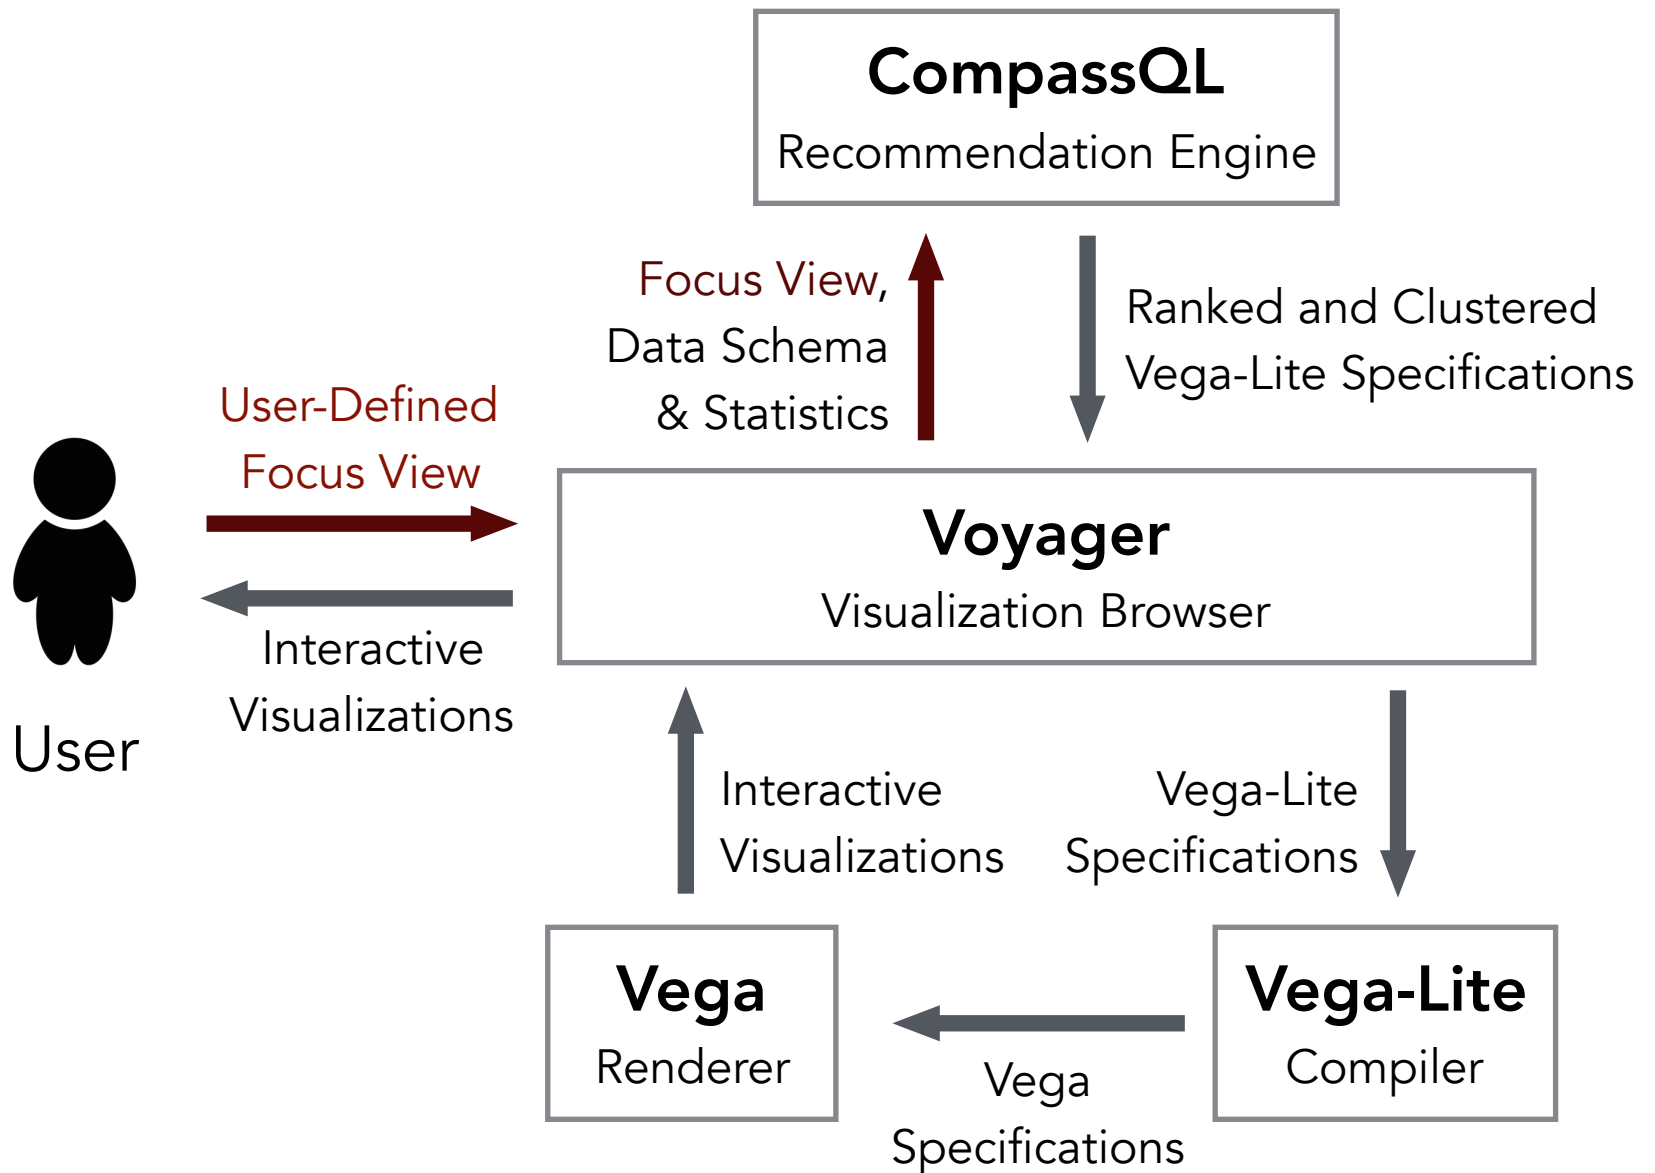 CompassQL
Recommendation Engine
Focus View,
Data Schema
& Statistics
Ranked and Clustered
Vega-Lite Specifications
User-Defined
Focus View
Voyager
Visualization Browser
Interactive
Visualizations
User
Interactive
Visualizations
Vega-Lite
Specifications
Vega
Renderer
Vega
Specifications
Vega-Lite
Compiler